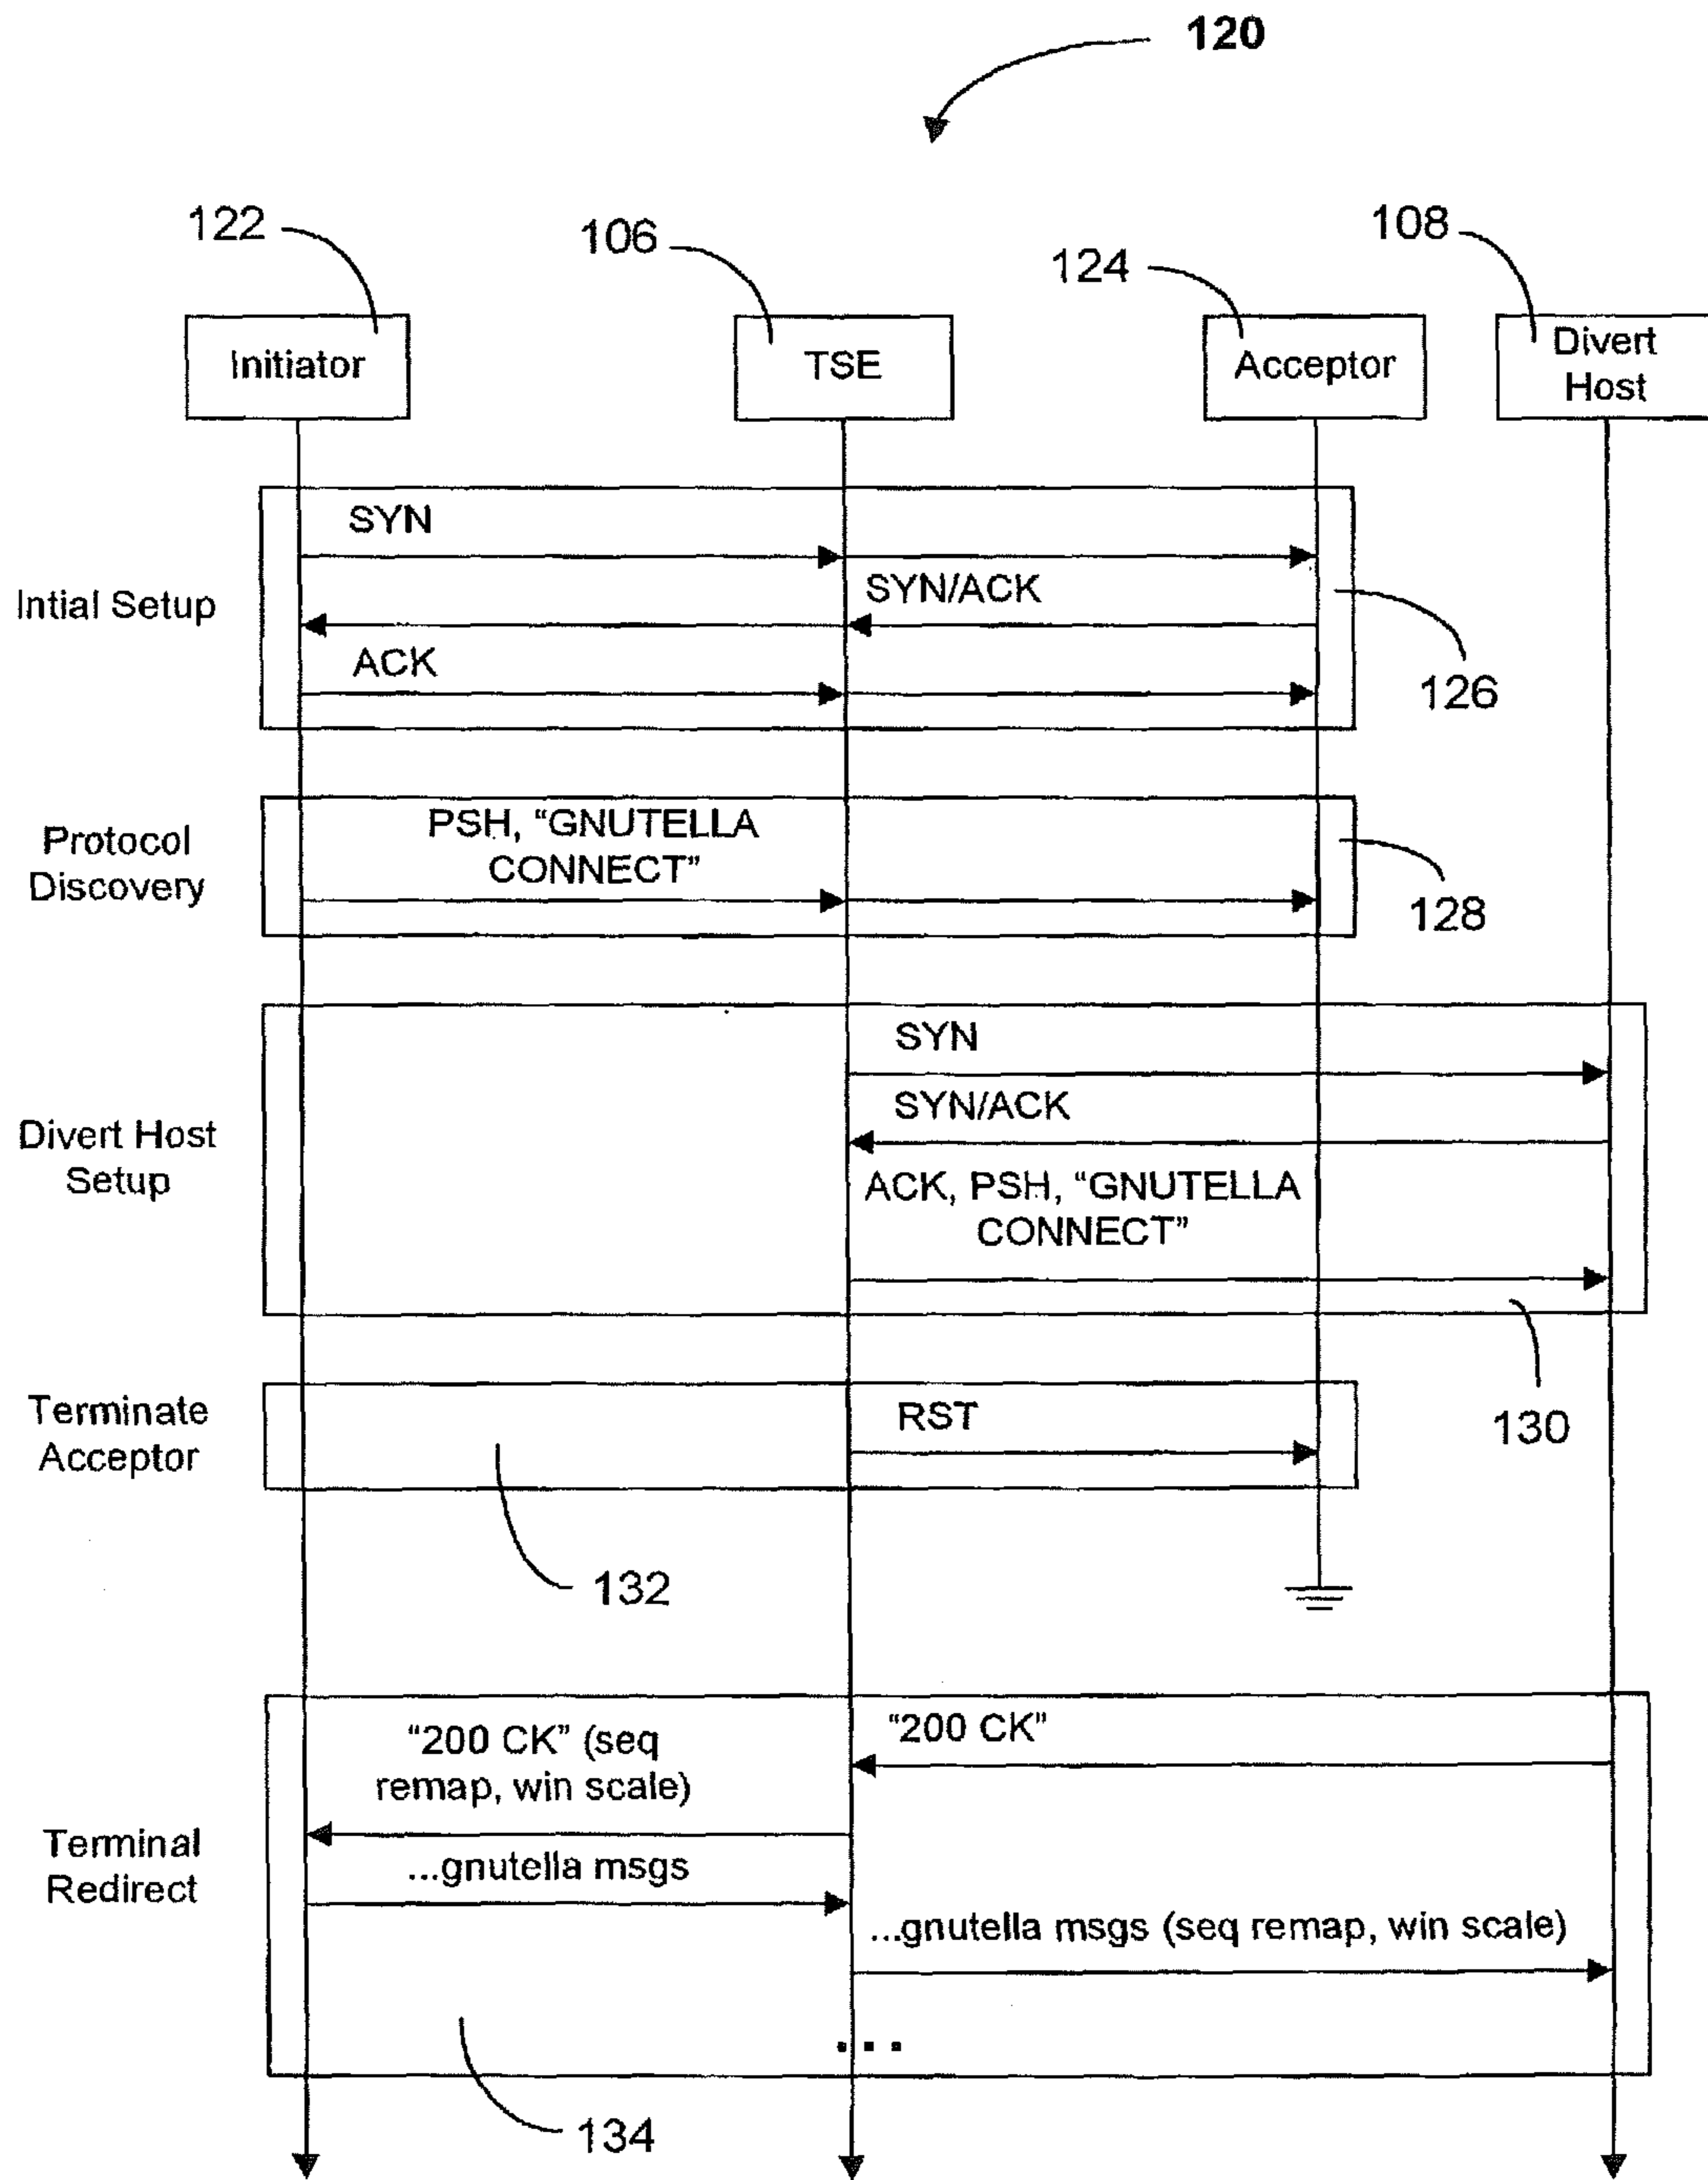 120
122
106
124
108
Initiator
TSE
Acceptor
Divert
Host
Intial Setup
SYN
SYN/ACK
ACK
126
Protocol
Discovery
PSH, “GNUTELLA
CONNECT”
128
Divert Host
Setup
SYN
SYN/ACK
ACK, PSH, “GNUTELLA
CONNECT”
130
Terminate
Acceptor
RST
132
Terminal
Redirect
“200 CK” (seq
remap, win scale)
“200 CK”
...gnutella msgs
...gnutella msgs (seq remap, win scale)
...
134